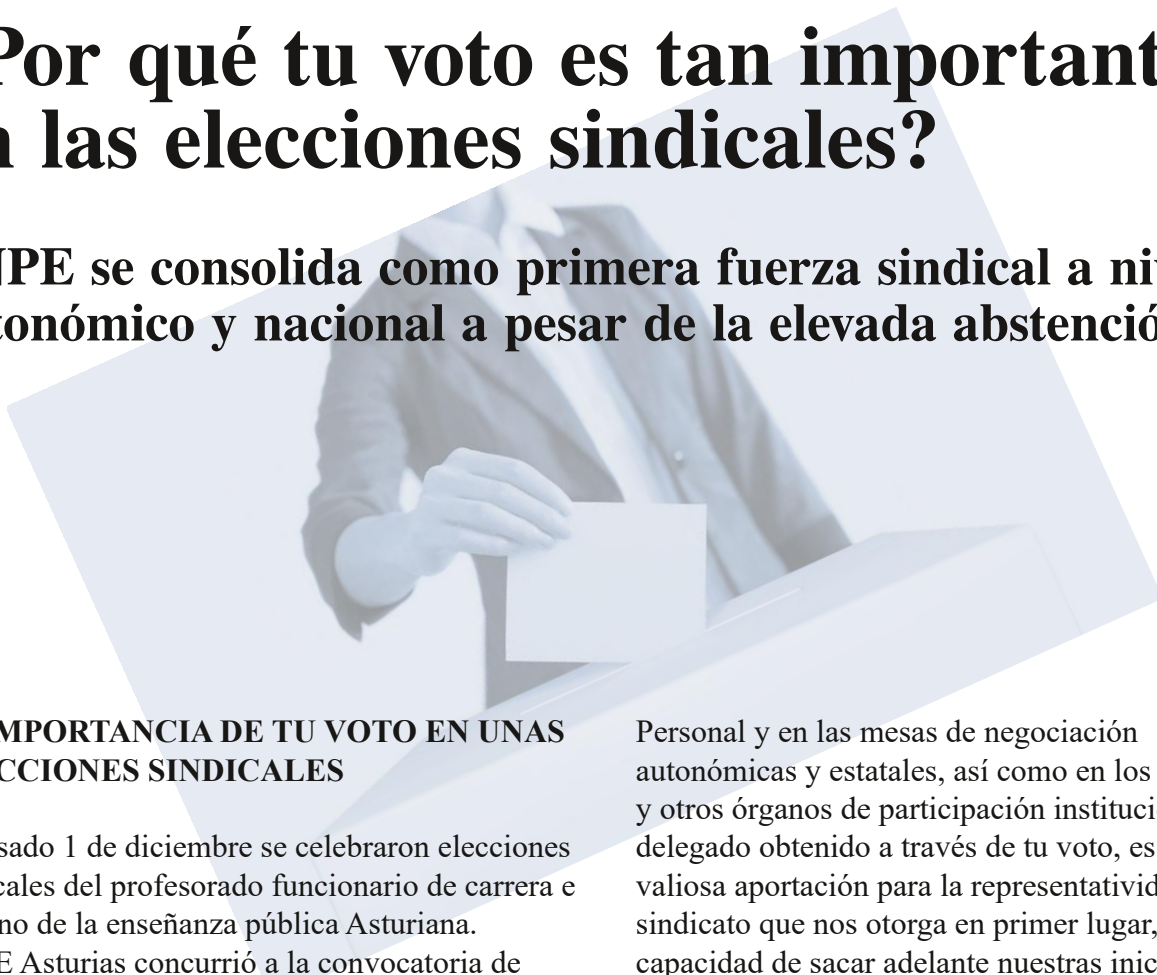 Por qué tu voto es tan important
las elecciones sindicales?
PE se consolida como primera fuerza sindical a ni
tonómico y nacional a pesar de la elevada abstenció
MPORTANCIA DE TU VOTO EN UNAS
CCIONES SINDICALES
sado 1 de diciembre se celebraron elecciones
cales del profesorado funcionario de carrera e
no de la enseñanza pública Asturiana.
E Asturias concurrió a la convocatoria de
Personal y en las mesas de negociación
autonómicas y estatales, así como en los
y otros órganos de participación instituci
delegado obtenido a través de tu voto, es
valiosa aportación para la representativid
sindicato que nos otorga en primer lugar,
capacidad de sacar adelante nuestras inic